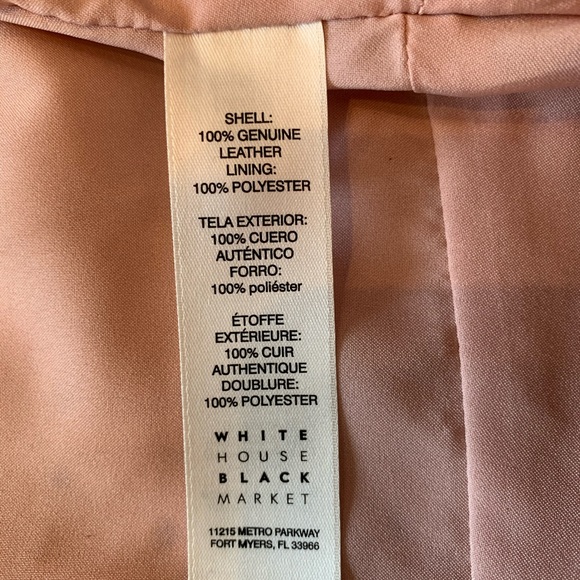 SHELL:
100% GENUINE
LEATHER
LINING:
100% POLYESTER
TELA EXTERIOR:
100% CUERO
AUTÉNTICO
FORRO:
100% poliéster
ÉTOFFE
EXTÉRIEURE:
100% CUIR
AUTHENTIQUE
DOUBLURE:
100% POLYESTER
WHITE
HOUSE
BLACK
MARKET
11215 METRO PARKWAY
FORT MYERS, FL 33966